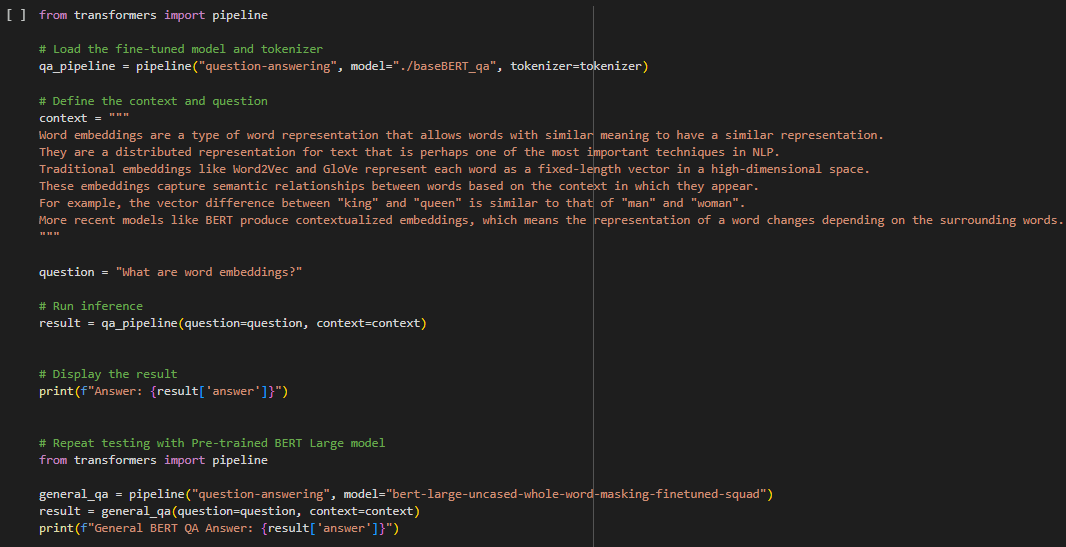 [ ] from transformers import pipeline
# Load the fine-tuned model and tokenizer
qa_pipeline = pipeline("question-answering", model="./baseBERT_qa", tokenizer=tokenizer)
# Define the context and question
context = """
Word embeddings are a type of word representation that allows words with similar meaning to have a similar representation.
They are a distributed representation for text that is perhaps one of the most important techniques in NLP.
Traditional embeddings like Word2Vec and GloVe represent each word as a fixed-length vector in a high-dimensional space.
These embeddings capture semantic relationships between words based on the context in which they appear.
For example, the vector difference between "king" and "queen" is similar to that of "man" and "woman".
More recent models like BERT produce contextualized embeddings, which means the representation of a word changes depending on the surrounding words.
"""
question = "What are word embeddings?"
# Run inference
result = qa_pipeline(question=question, context=context)
# Display the result
print(f"Answer: {result['answer']}")
# Repeat testing with Pre-trained BERT Large model
from transformers import pipeline
general_qa = pipeline("question-answering", model="bert-large-uncased-whole-word-masking-finetuned-squad")
result = general_qa(question=question, context=context)
print(f"General BERT QA Answer: {result['answer']}")